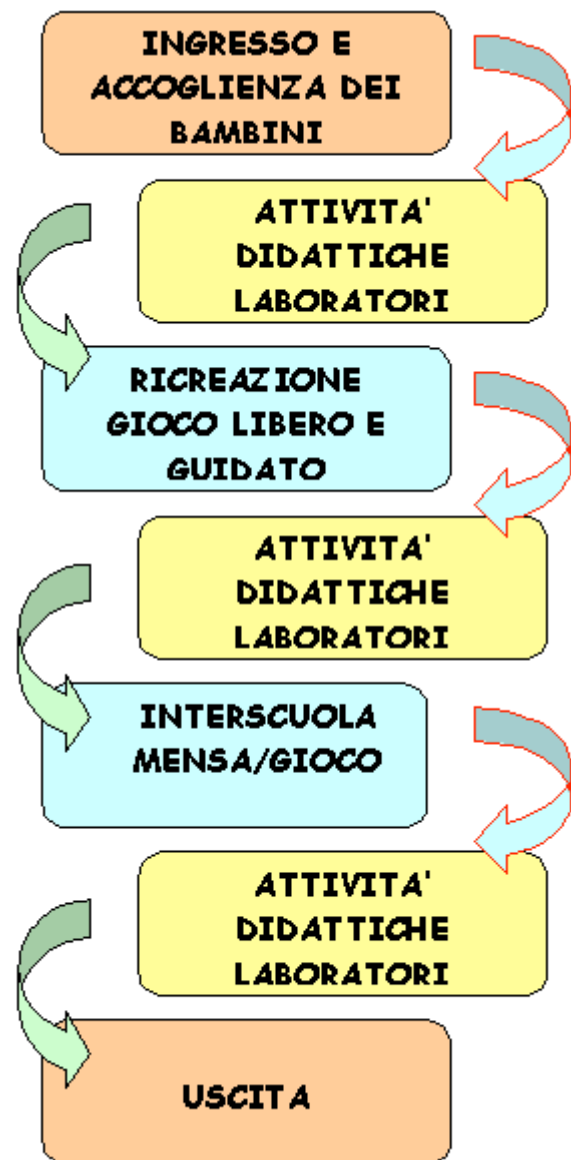 INGRESSO E
ACCOGLIENZA DEI
BAMBINI
ATTIVITA'
DIDATTICHE
LABORATORI
RICREAZIONE
GIOCO LIBERO E
GUIDATO
ATTIVITA'
DIDATTICHE
LABORATORI
INTERSCUOLA
MENSA/GIOCO
ATTIVITA'
DIDATTICHE
LABORATORI
USCITA